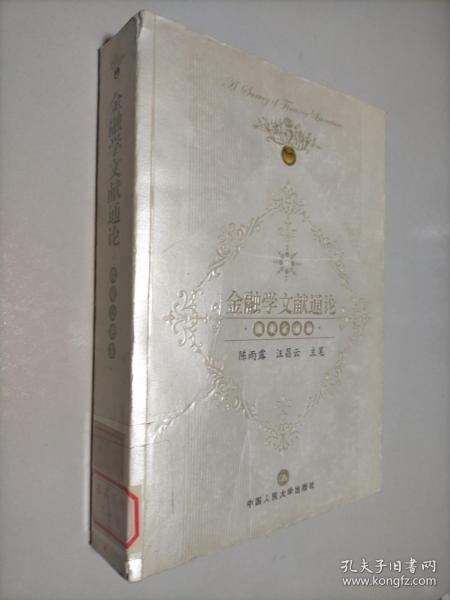 金融学文献通论
A Survey of Finance Literature
金融学文献通论
陈雨露 汪昌云 主笔
中国人民大学出版社
孔夫子旧书网
www.kongfz.com